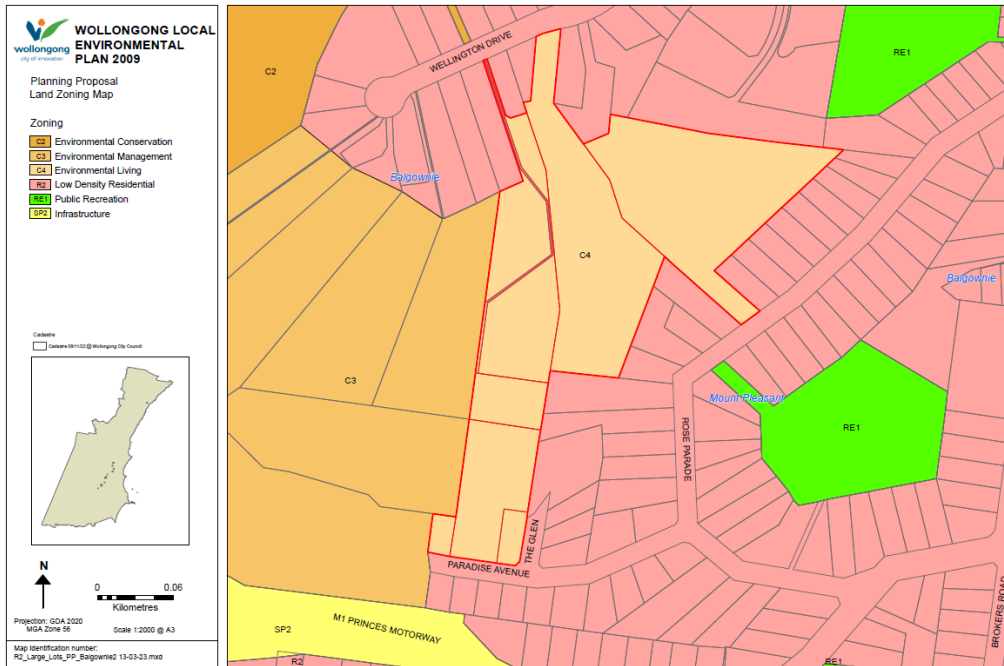 wollongong
city of innovation
WOLLONGONG LOCAL
ENVIRONMENTAL
PLAN 2009
Planning Proposal
Land Zoning Map
Zoning
C2 Environmental Conservation
C3 Environmental Management
C4 Environmental Living
R2 Low Density Residential
RE1 Public Recreation
SP2 Infrastructure
Cadastre
Cadastre 09/11/22 @ Wollongong City Council
N
0 0.06
Kilometres
Projection: GDA 2020
MGA Zone 56
Scale 1:2000 @ A3
Map Identification number:
R2_Large_Lots_PP_Balgownie2 13-03-23.mxd
C2
WELLINGTON DRIVE
RE1
Balgownie
C4
Balgownie
C3
Mount Pleasant
RE1
ROSE PARADE
THE GLEN
PARADISE AVENUE
M1 PRINCES MOTORWAY
SP2
BROKERS ROAD
R2
RE1